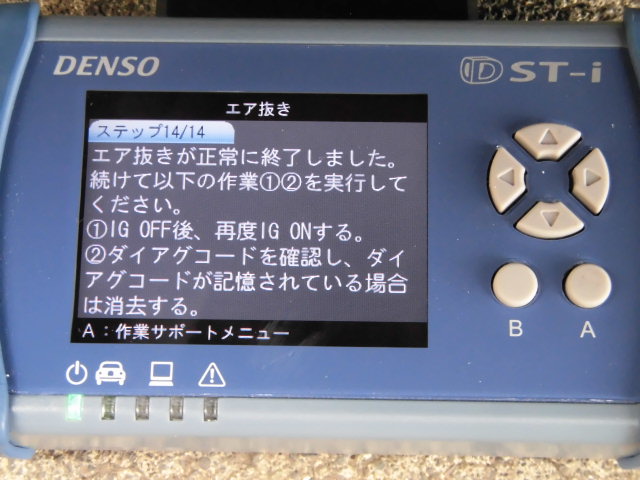 DENSO
DST-i
エア抜き
ステップ14/14
エア抜きが正常に終了しました。
続けて以下の作業①②を実行して
ください。
①IG OFF後、再度IG ONする。
②ダイアグコードを確認し、ダイ
アグコードが記憶されている場合
は消去する。
A：作業サポートメニュー
B
A